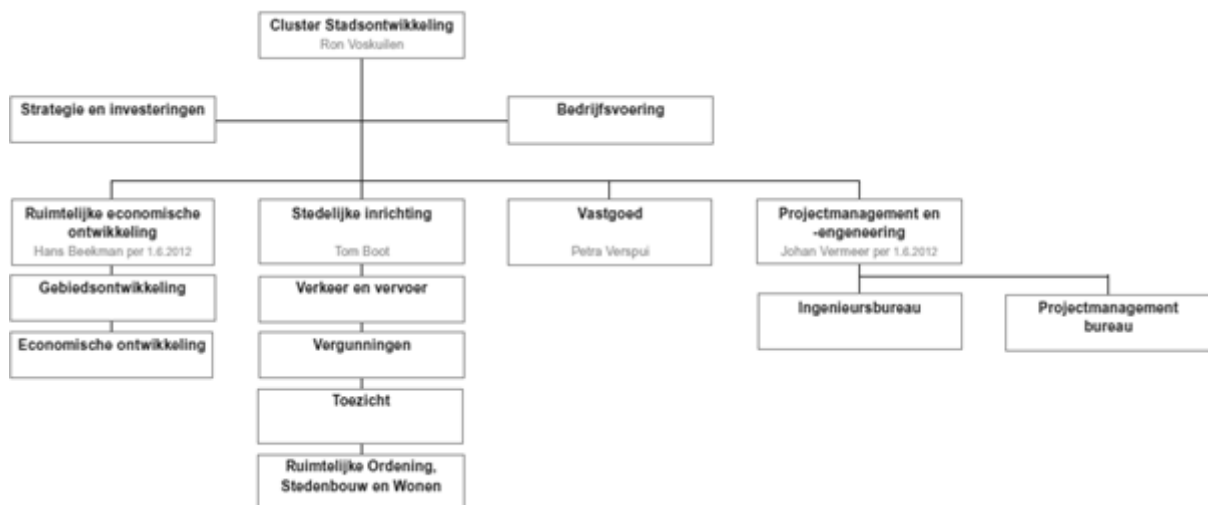 Cluster Stadsontwikkeling
Ron Voskuilen
Strategie en investeringen
Bedrijfsvoering
Ruimtelijke economische
ontwikkeling
Hans Beekman per 1.6.2012
Stedelijke inrichting
Tom Boot
Vastgoed
Petra Verspui
Projectmanagement en
-engeneering
Johan Vermeer per 1.6.2012
Gebiedsontwikkeling
Economische ontwikkeling
Verkeer en vervoer
Vergunningen
Toezicht
Ruimtelijke Ordening,
Stedenbouw en Wonen
Ingenieursbureau
Projectmanagement
bureau